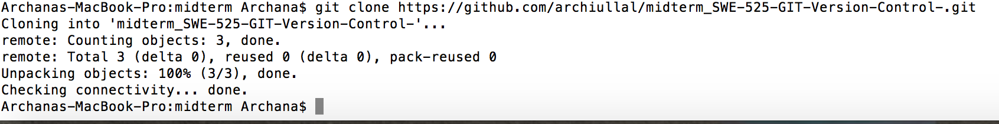 Archanas-MacBook-Pro:midterm Archana$ git clone https://github.com/archiullal/midterm_SWE-525-GIT-Version-Control-.git
Cloning into 'midterm_SWE-525-GIT-Version-Control-'...
remote: Counting objects: 3, done.
remote: Total 3 (delta 0), reused 0 (delta 0), pack-reused 0
Unpacking objects: 100% (3/3), done.
Checking connectivity... done.
Archanas-MacBook-Pro:midterm Archana$